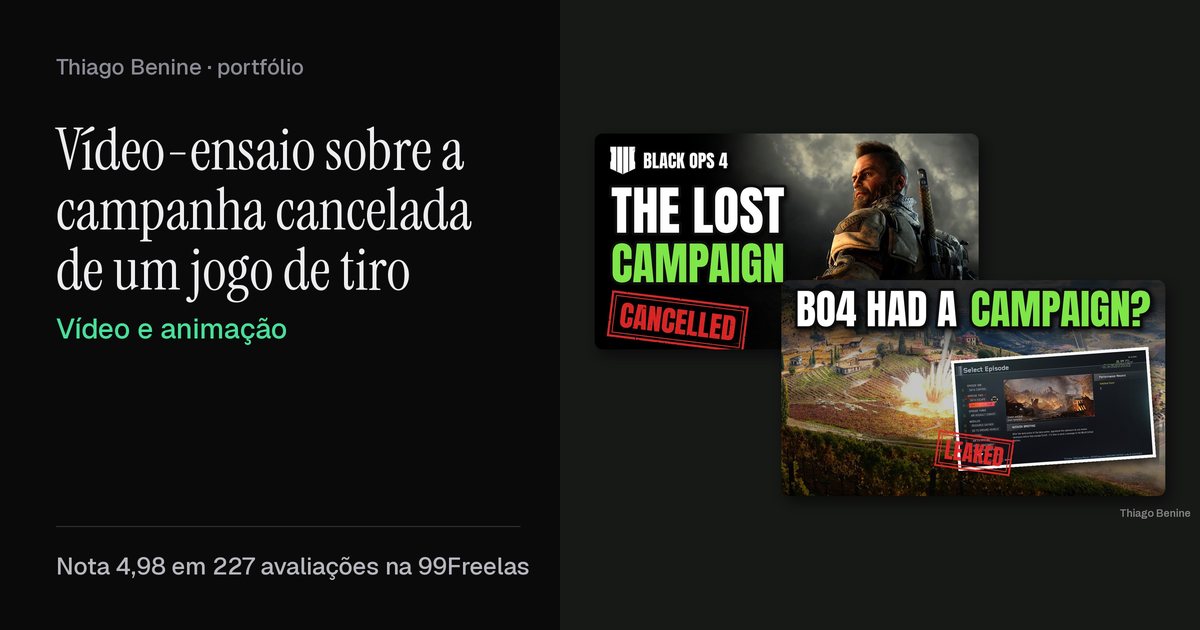 Thiago Benine · portfólio
Vídeo-ensaio sobre a
campanha cancelada
de um jogo de tiro
Vídeo e animação
Nota 4,98 em 227 avaliações na 99Freelas
BLACK OPS 4
THE LOST
CAMPAIGN
CANCELLED
BO4 HAD A CAMPAIGN?
Select Episode
LEAKED
Thiago Benine